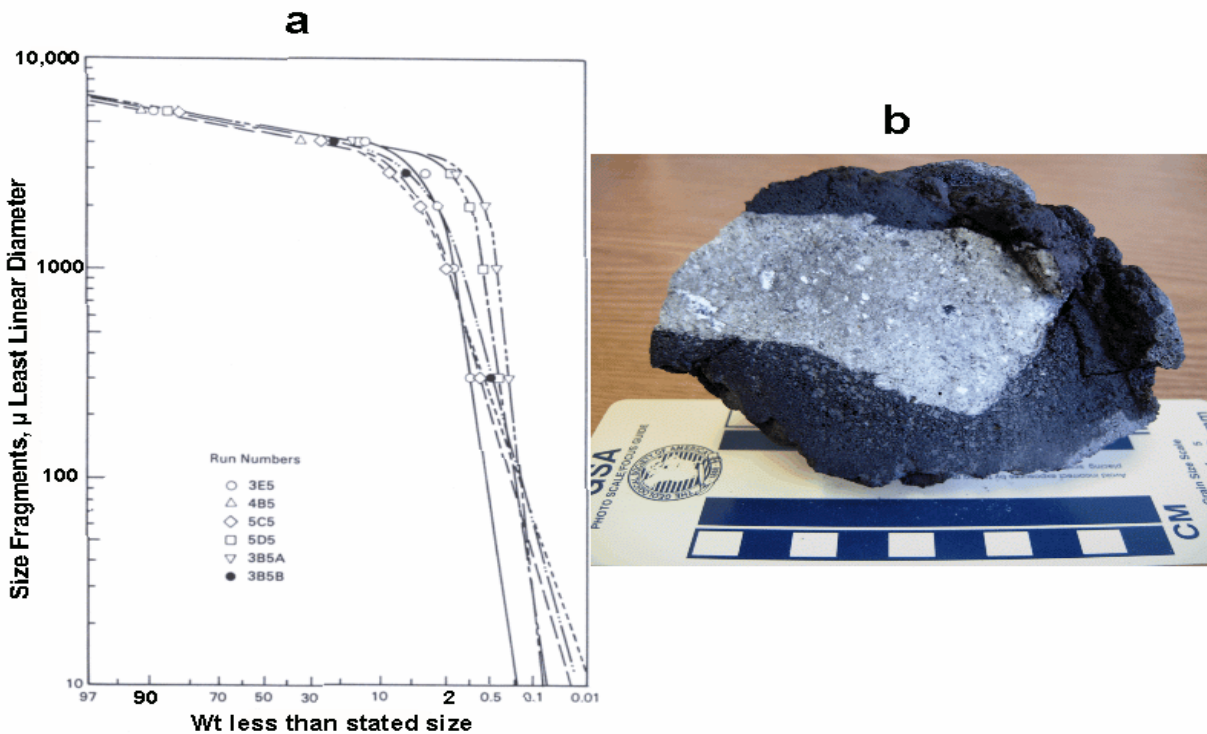 a
10,000
1000
100
10
Size Fragments, μ Least Linear Diameter
Run Numbers
3E5
4B5
5C5
5D5
3B5A
3B5B
97 90 70 50 30 10 2 0.5 0.1 0.01
Wt less than stated size
b
GSA
PHOTO SCALE FOCUS GUIDE
CM